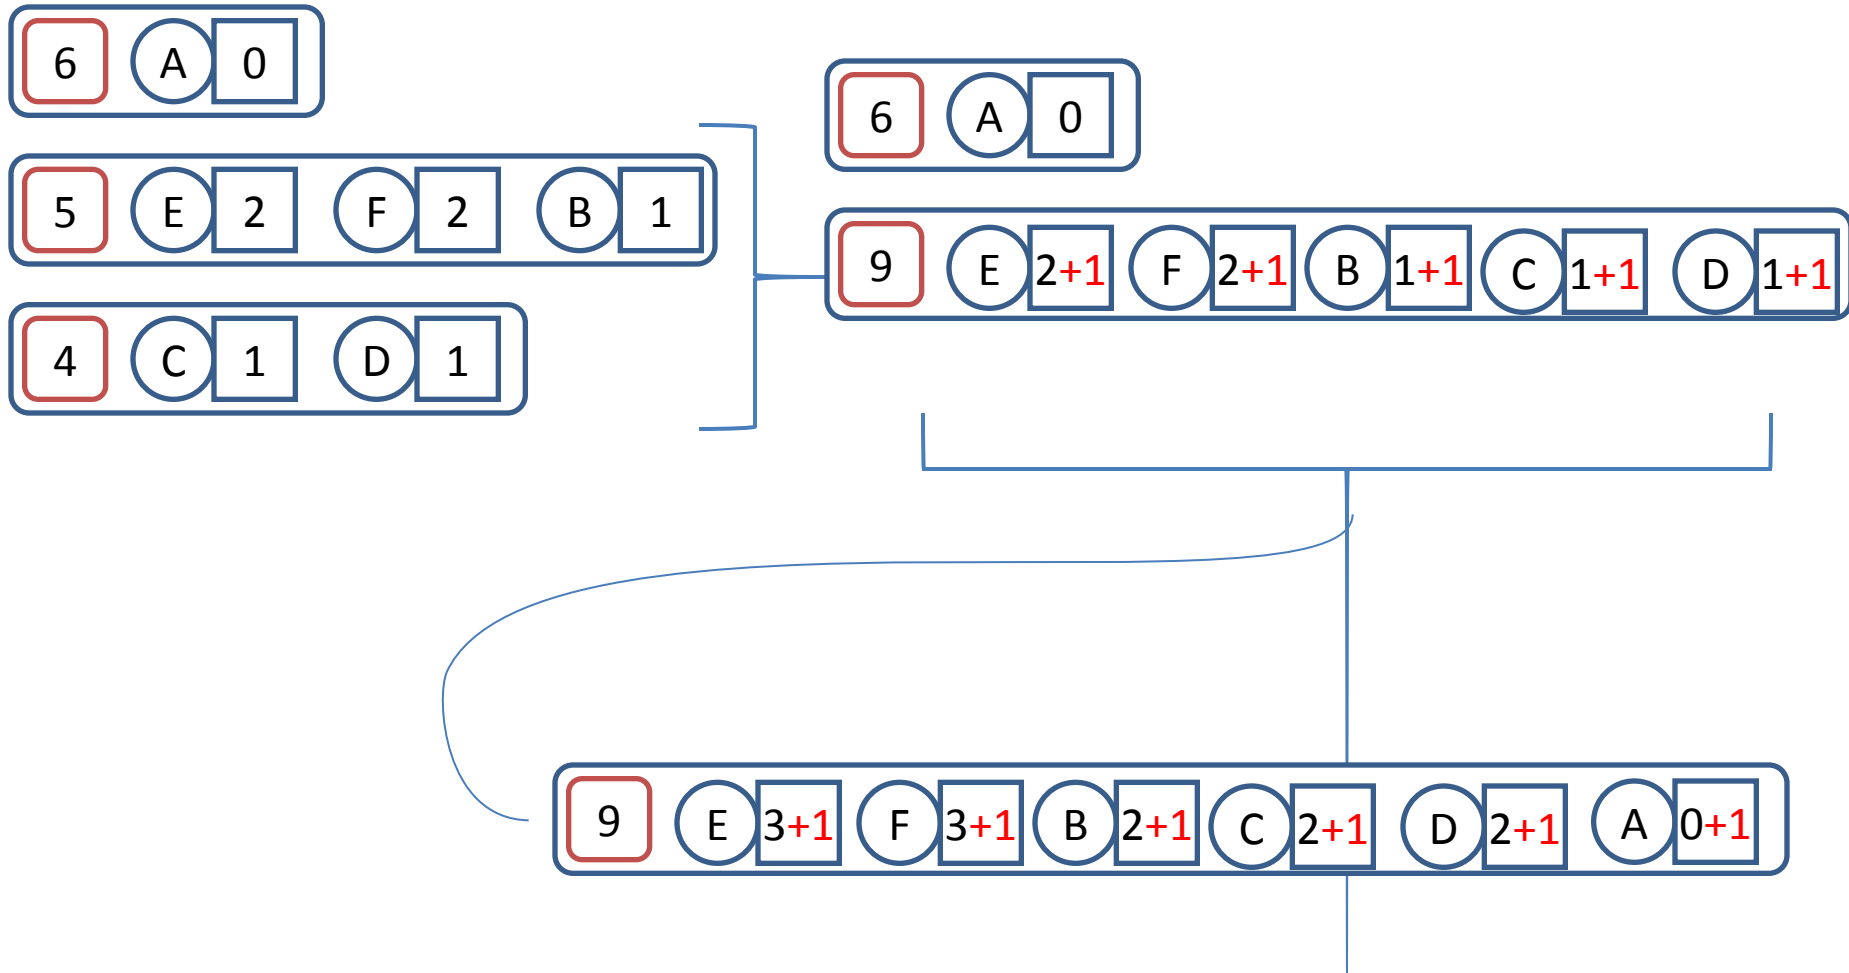 6 A 0
5 E 2 F 2 B 1
4 C 1 D 1
6 A 0
9 E 2+1 F 2+1 B 1+1 C 1+1 D 1+1
9 E 3+1 F 3+1 B 2+1 C 2+1 D 2+1 A 0+1